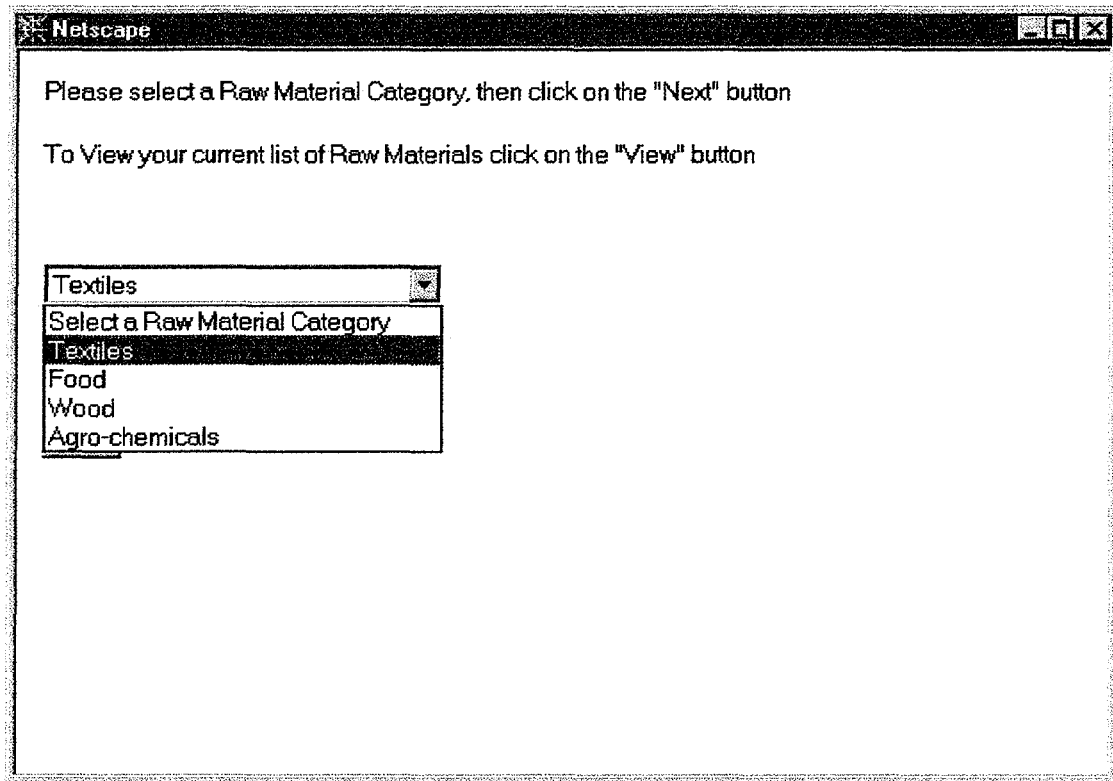 Netscape
Please select a Raw Material Category, then click on the "Next" button
To View your current list of Raw Materials click on the "View" button
Textiles
Select a Raw Material Category
Textiles
Food
Wood
Agro-chemicals